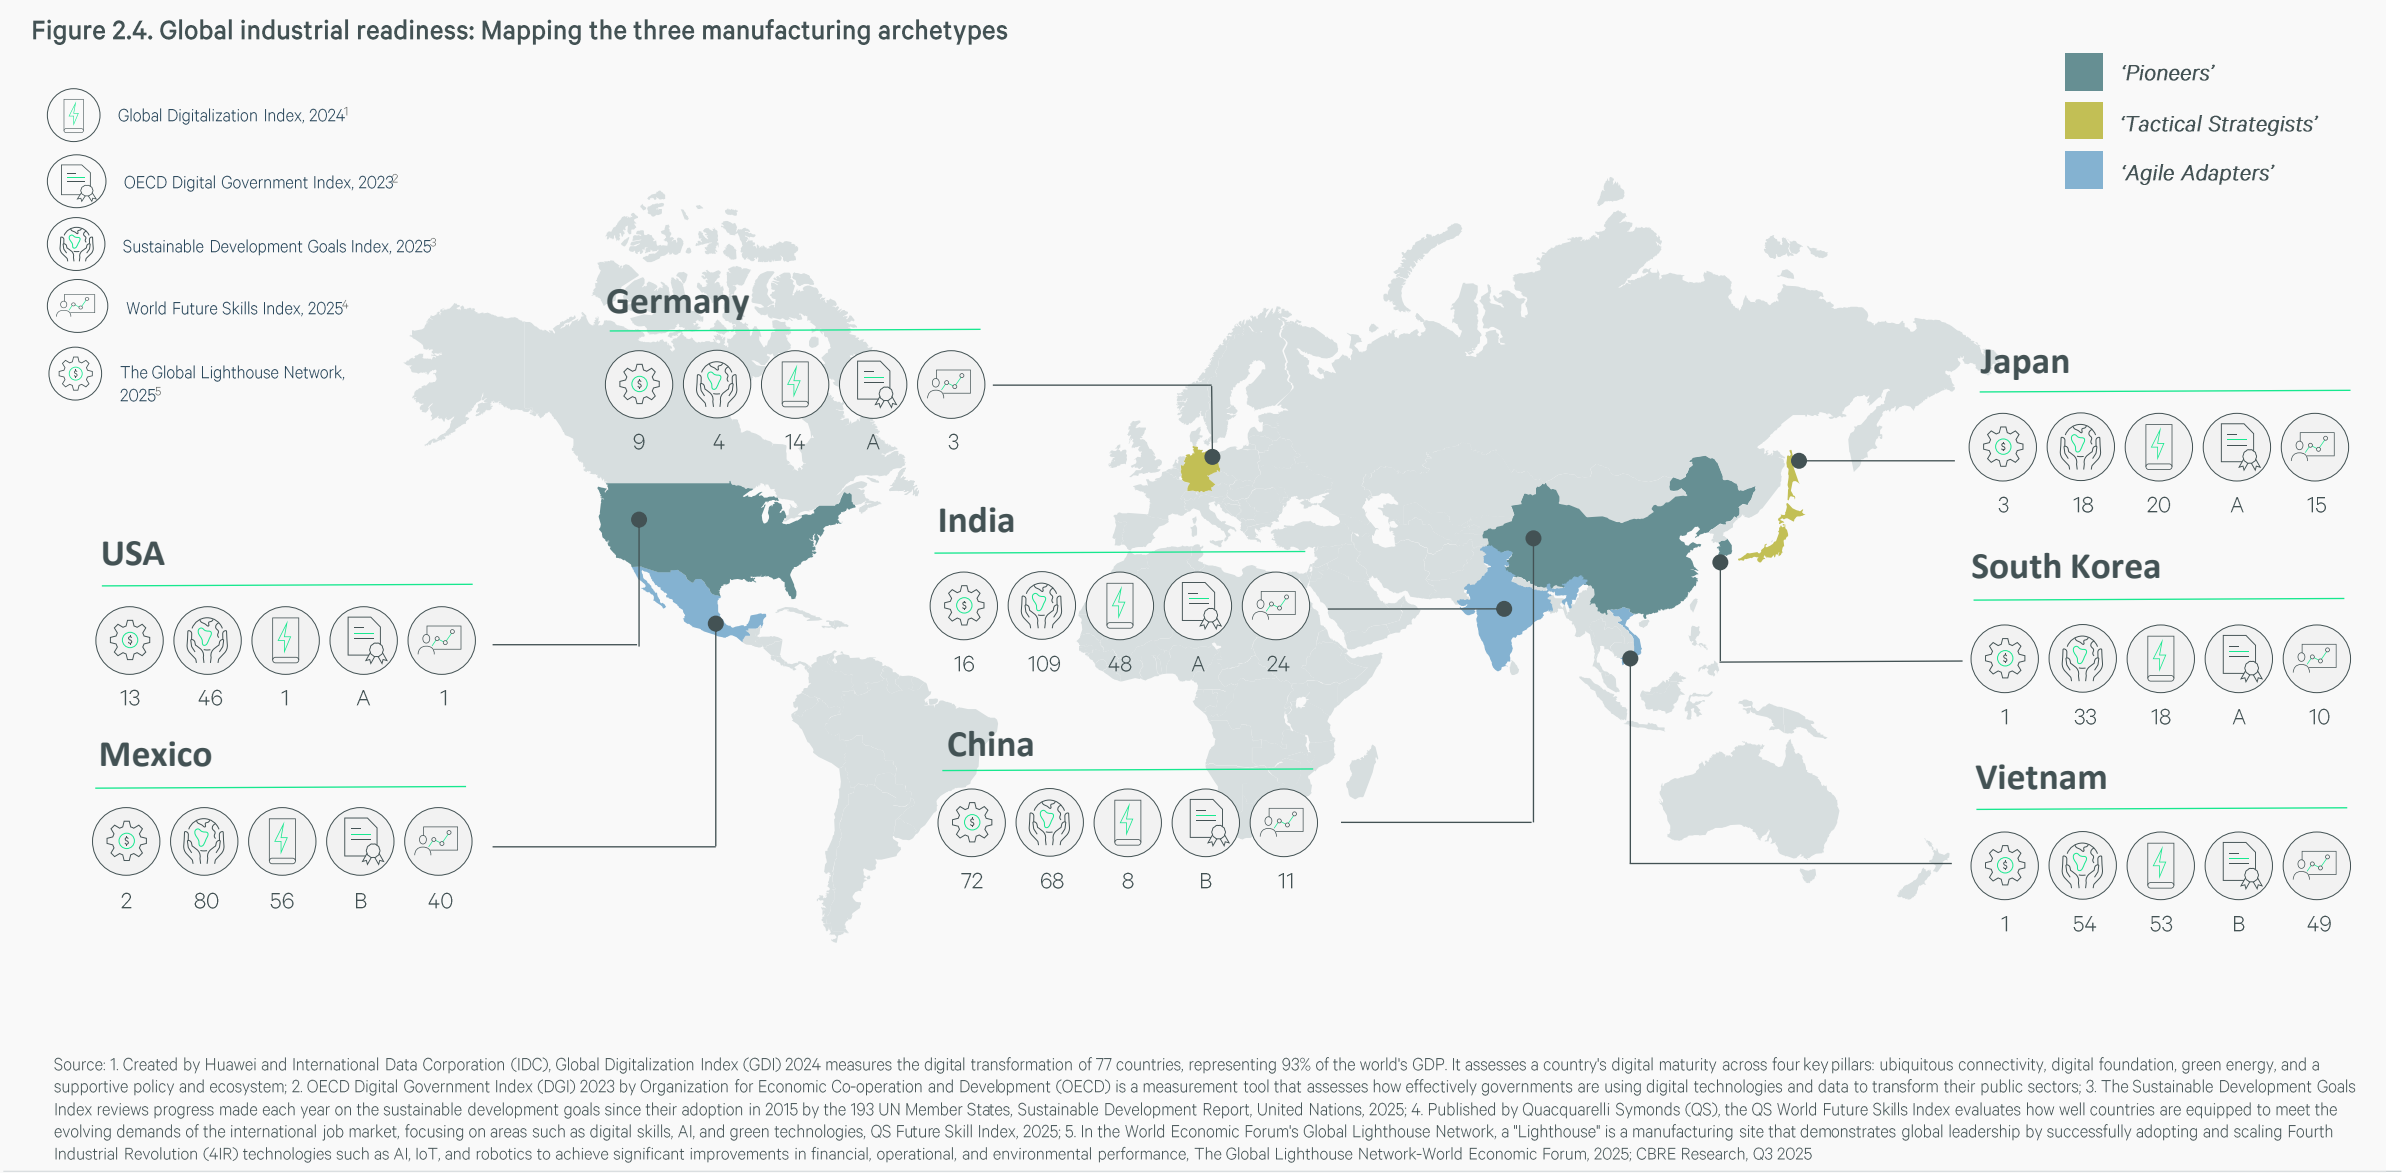 Figure 2.4. Global industrial readiness: Mapping the three manufacturing archetypes
‘Pioneers’
‘Tactical Strategists’
‘Agile Adapters’
Global Digitalization Index, 2024¹
OECD Digital Government Index, 2023²
Sustainable Development Goals Index, 2025³
World Future Skills Index, 2025⁴
The Global Lighthouse Network,
2025⁵
Germany
9 4 14 A 3
Japan
3 18 20 A 15
India
16 109 48 A 24
USA
13 46 1 A 1
South Korea
1 33 18 A 10
Mexico
2 80 56 B 40
China
72 68 8 B 11
Vietnam
1 54 53 B 49
Source: 1. Created by Huawei and International Data Corporation (IDC), Global Digitalization Index (GDI) 2024 measures the digital transformation of 77 countries, representing 93% of the world's GDP. It assesses a country's digital maturity across four key pillars: ubiquitous connectivity, digital foundation, green energy, and a
supportive policy and ecosystem; 2. OECD Digital Government Index (DGI) 2023 by Organization for Economic Co-operation and Development (OECD) is a measurement tool that assesses how effectively governments are using digital technologies and data to transform their public sectors; 3. The Sustainable Development Goals
Index reviews progress made each year on the sustainable development goals since their adoption in 2015 by the 193 UN Member States, Sustainable Development Report, United Nations, 2025; 4. Published by Quacquarelli Symonds (QS), the QS World Future Skills Index evaluates how well countries are equipped to meet the
evolving demands of the international job market, focusing on areas such as digital skills, AI, and green technologies, QS Future Skill Index, 2025; 5. In the World Economic Forum's Global Lighthouse Network, a "Lighthouse" is a manufacturing site that demonstrates global leadership by successfully adopting and scaling Fourth
Industrial Revolution (4IR) technologies such as AI, IoT, and robotics to achieve significant improvements in financial, operational, and environmental performance, The Global Lighthouse Network-World Economic Forum, 2025; CBRE Research, Q3 2025